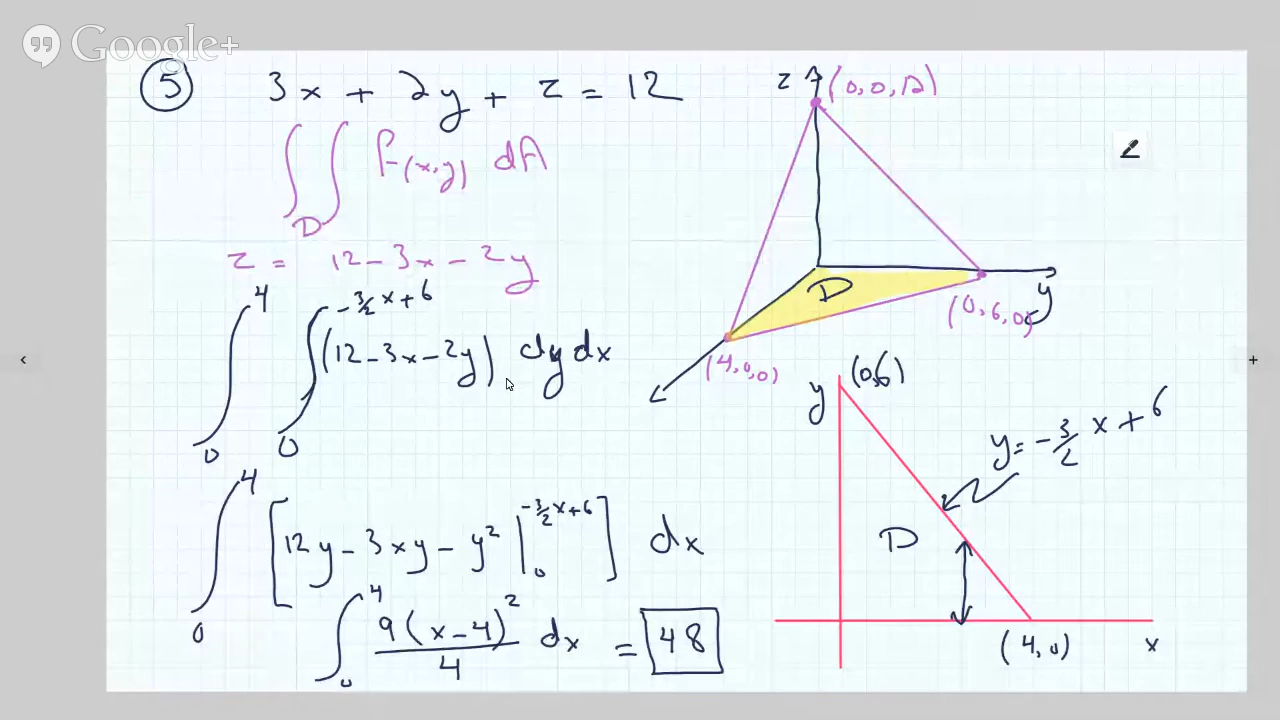 Google+
⑤ 3x + 2y + z = 12
∫∫_D f(x,y) dA
z = 12 - 3x - 2y
∫_0^4 ∫_0^{-3/2 x + 6} (12 - 3x - 2y) dy dx
∫_0^4 [12y - 3xy - y² |_0^{-3/2 x + 6}] dx
∫_0^4 9(x-4)²/4 dx = 48
z (0,0,12)
D
y
(0,6,0)
(4,0,0)
y (0,6)
y = -3/2 x + 6
D
(4,0) x